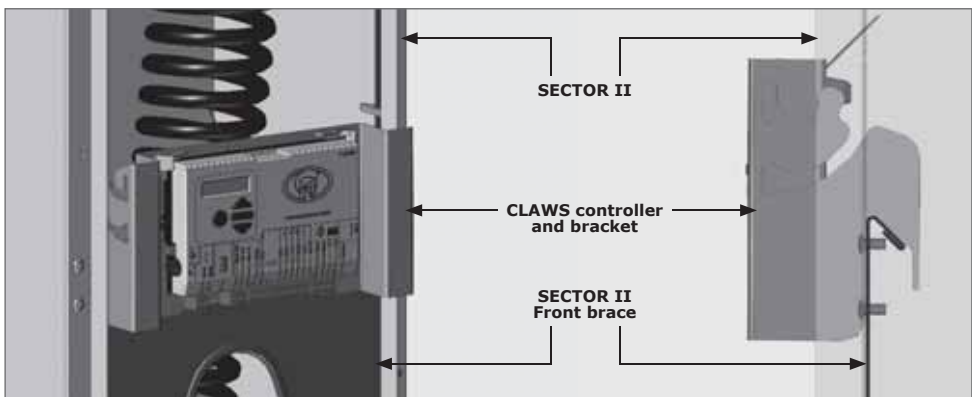 SECTOR II
CLAWS controller
and bracket
SECTOR II
Front brace